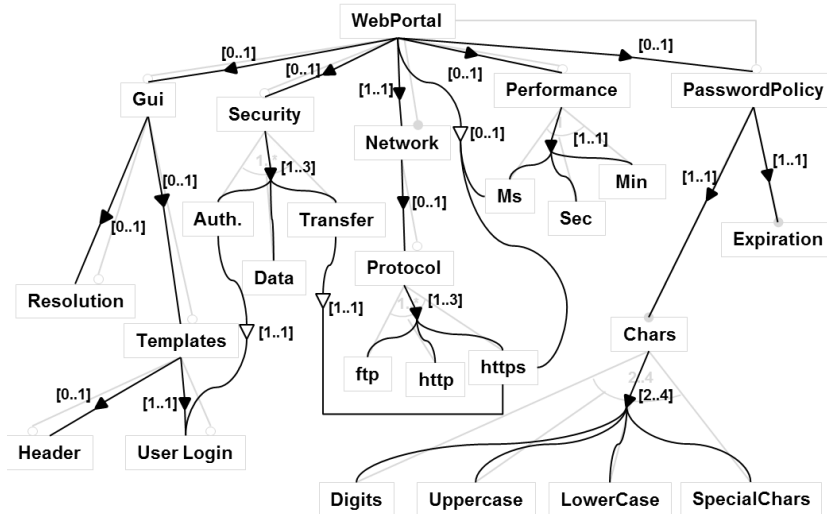 WebPortal
[0..1]
[0..1]
[0..1]
[1..1]
[0..1]
[0..1]
Gui
Security
Performance
PasswordPolicy
Network
[1..1]
[1..3]
[0..1]
[0..1]
[0..1]
[1..1]
[1..1]
Ms
Sec
Min
Auth.
Transfer
Data
Expiration
Protocol
Resolution
Templates
[1..1]
[1..1]
[1..3]
Chars
ftp
http
https
[0..1]
[1..1]
2..4
[2..4]
Header
User Login
Digits
Uppercase
LowerCase
SpecialChars